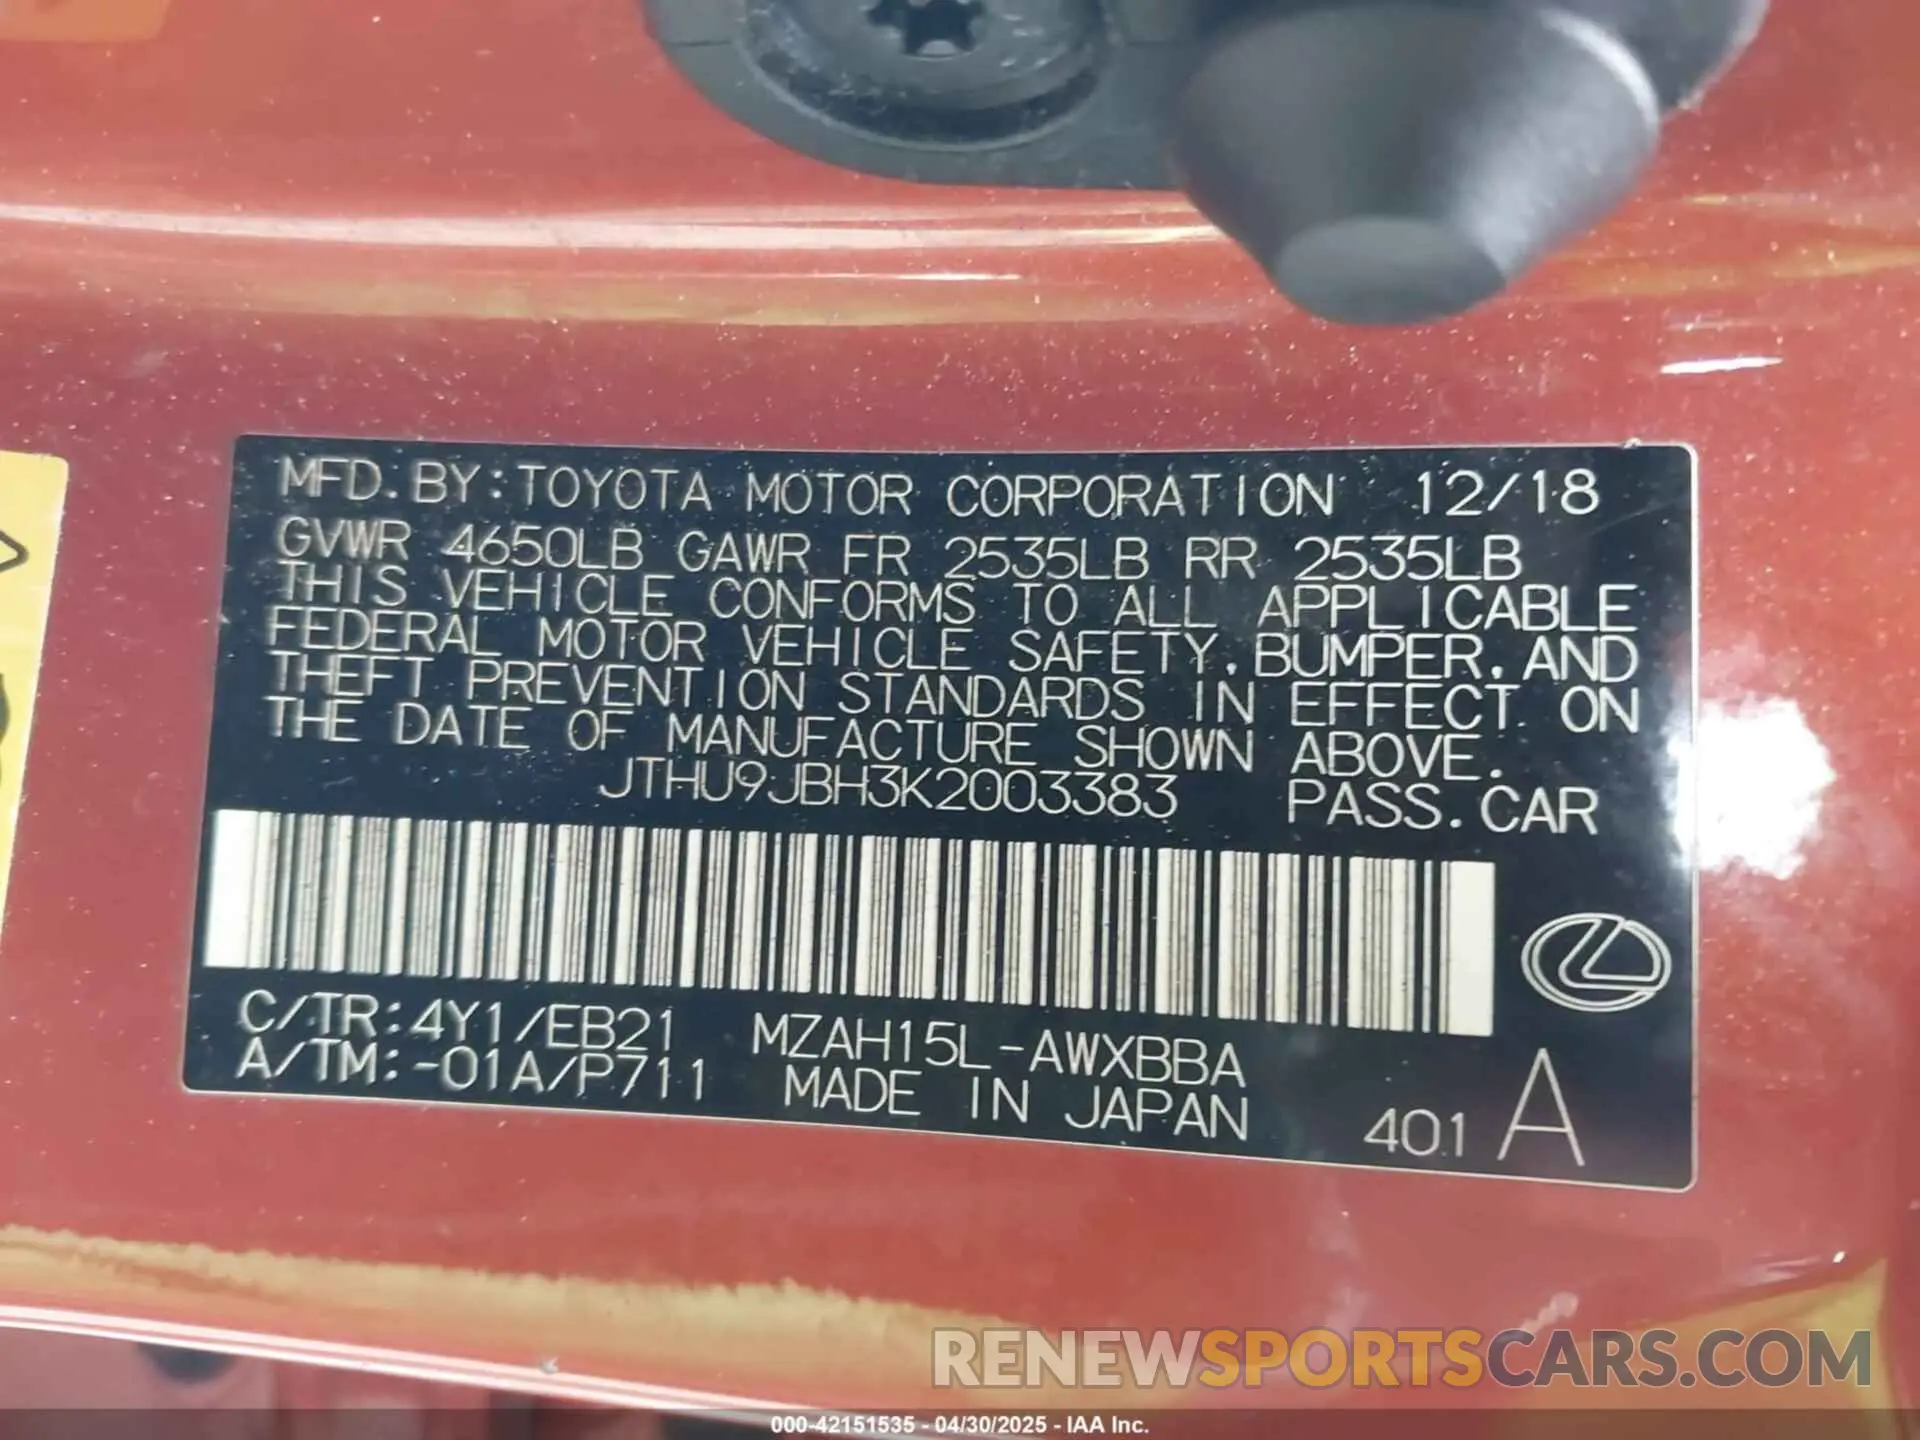 MFD. BY: TOYOTA MOTOR CORPORATION 12/18
GVWR 4650LB GAWR FR 2535LB RR 2535LB
THIS VEHICLE CONFORMS TO ALL APPLICABLE
FEDERAL MOTOR VEHICLE SAFETY, BUMPER, AND
THEFT PREVENTION STANDARDS IN EFFECT ON
THE DATE OF MANUFACTURE SHOWN ABOVE.
JTHU9JBH3K2003383 PASS. CAR
C/TR: 4Y1/EB21 MZAH15L-AWXBBA
A/TM: -01A/P711 MADE IN JAPAN
401 A
RENEWSPORTSCARS.COM
000-42151535 - 04/30/2025 - IAA Inc.